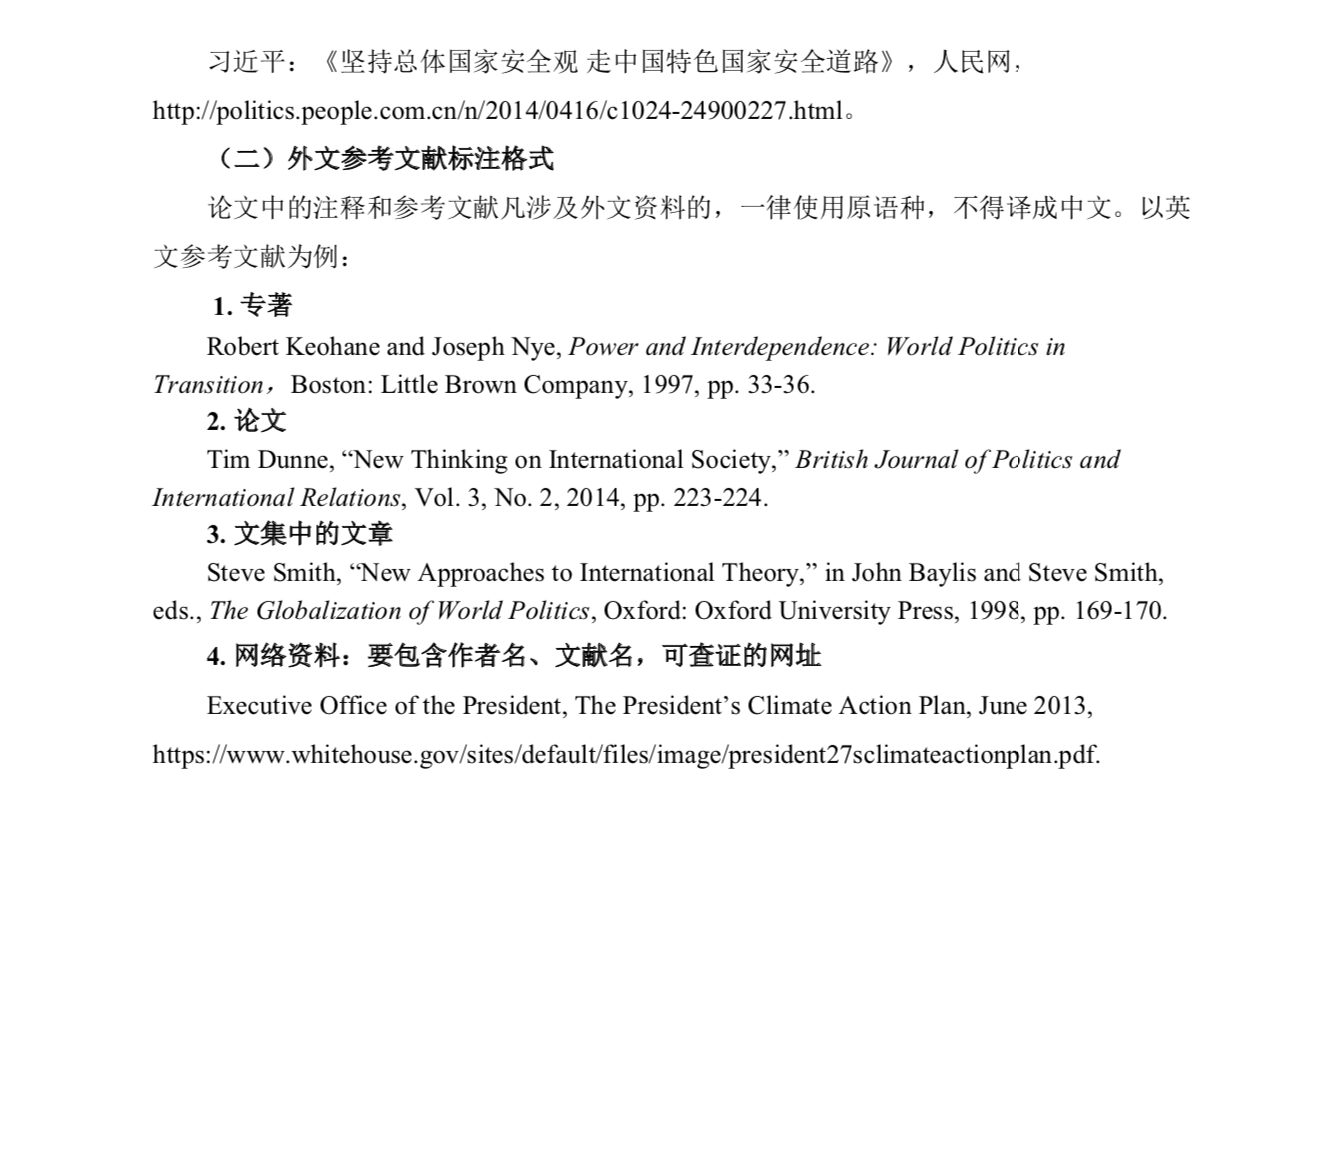 习近平：《坚持总体国家安全观 走中国特色国家安全道路》，人民网，
http://politics.people.com.cn/n/2014/0416/c1024-24900227.html。
（二）外文参考文献标注格式
论文中的注释和参考文献凡涉及外文资料的，一律使用原语种，不得译成中文。以英
文参考文献为例：
1. 专著
Robert Keohane and Joseph Nye, Power and Interdependence: World Politics in
Transition，Boston: Little Brown Company, 1997, pp. 33-36.
2. 论文
Tim Dunne, “New Thinking on International Society,” British Journal of Politics and
International Relations, Vol. 3, No. 2, 2014, pp. 223-224.
3. 文集中的文章
Steve Smith, “New Approaches to International Theory,” in John Baylis and Steve Smith,
eds., The Globalization of World Politics, Oxford: Oxford University Press, 1998, pp. 169-170.
4. 网络资料：要包含作者名、文献名，可查证的网址
Executive Office of the President, The President’s Climate Action Plan, June 2013,
https://www.whitehouse.gov/sites/default/files/image/president27sclimateactionplan.pdf.